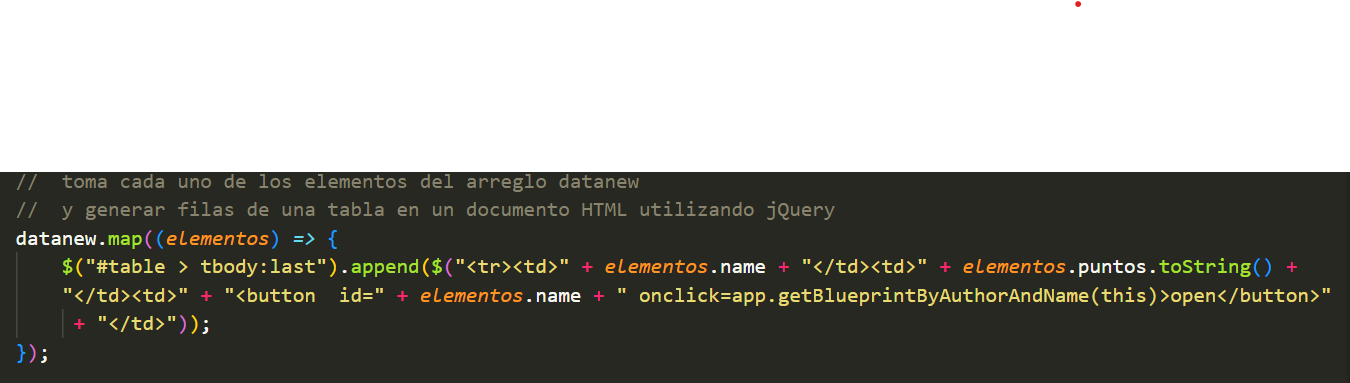 //  toma cada uno de los elementos del arreglo datanew
//  y generar filas de una tabla en un documento HTML utilizando jQuery
datanew.map((elementos) => {
    $("#table > tbody:last").append($("<tr><td>" + elementos.name + "</td><td>" + elementos.puntos.toString() +
    "</td><td>" + "<button  id=" + elementos.name + " onclick=app.getBlueprintByAuthorAndName(this)>open</button>"
     + "</td>"));
});